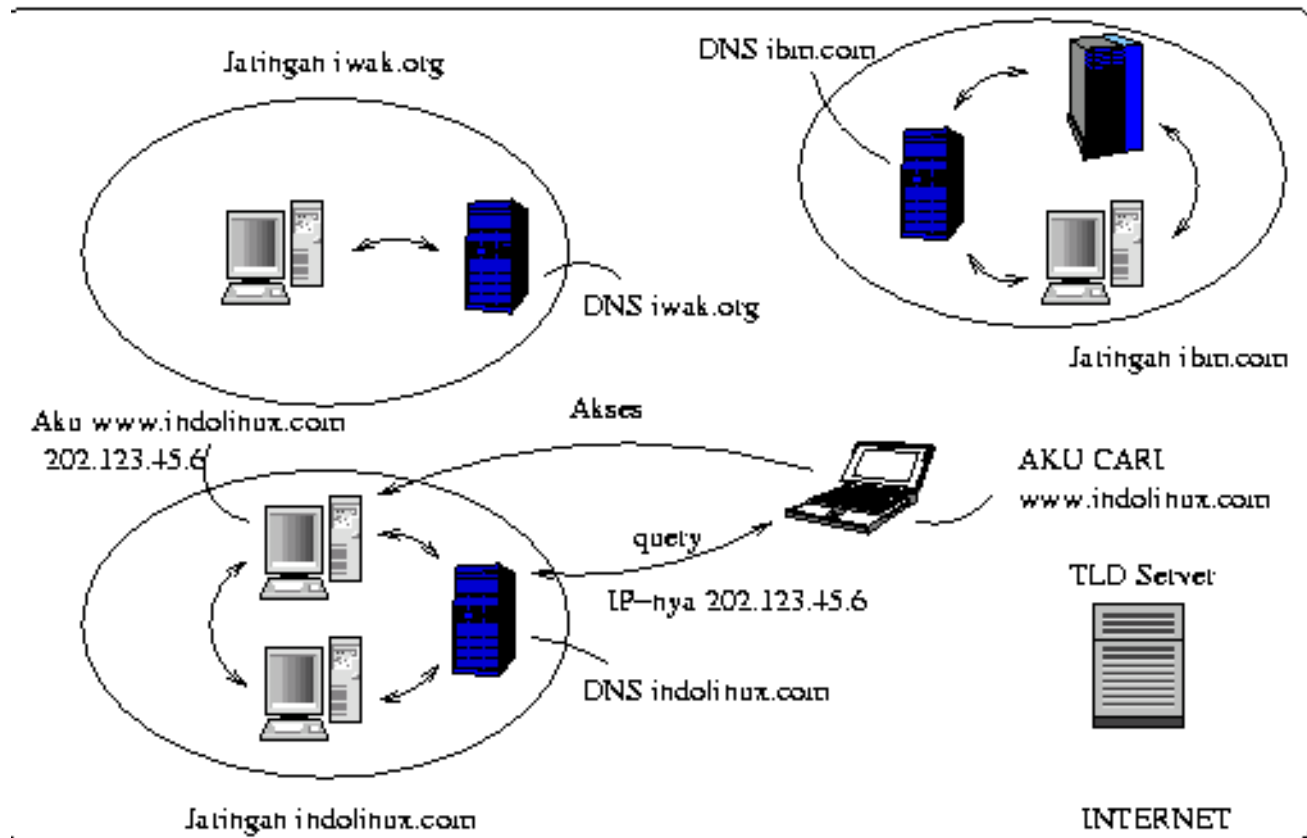 Jaringan iwak.org
DNS ibm.com
DNS iwak.org
Jaringan ibm.com
Aku www.indolinux.com
202.123.45.6
Akses
AKU CARI
www.indolinux.com
query
IP-nya 202.123.45.6
TLD Server
DNS indolinux.com
Jaringan indolinux.com
INTERNET